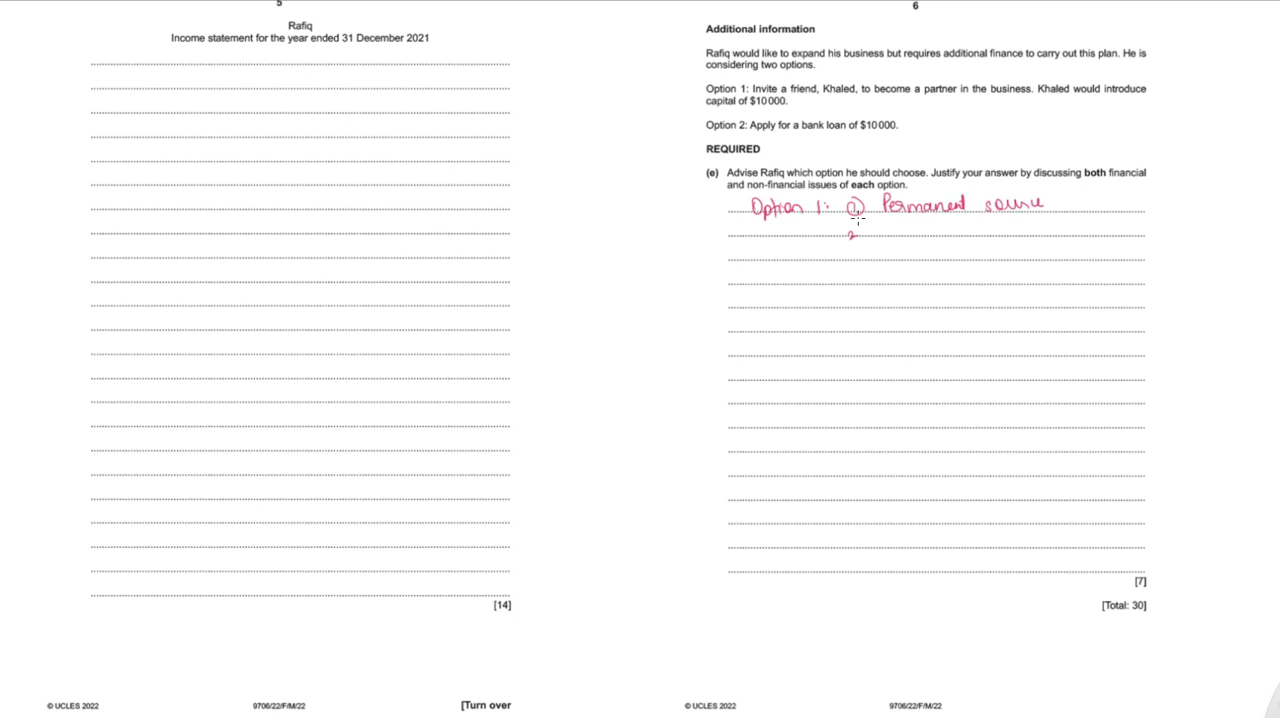 5
Rafiq
Income statement for the year ended 31 December 2021
[14]
© UCLES 2022
9706/22/F/M/22
[Turn over
6
Additional information
Rafiq would like to expand his business but requires additional finance to carry out this plan. He is
considering two options.
Option 1: Invite a friend, Khaled, to become a partner in the business. Khaled would introduce
capital of $10 000.
Option 2: Apply for a bank loan of $10 000.
REQUIRED
(e) Advise Rafiq which option he should choose. Justify your answer by discussing both financial
and non-financial issues of each option.
Option 1: ① Permanent source
2
[7]
[Total: 30]
© UCLES 2022
9706/22/F/M/22